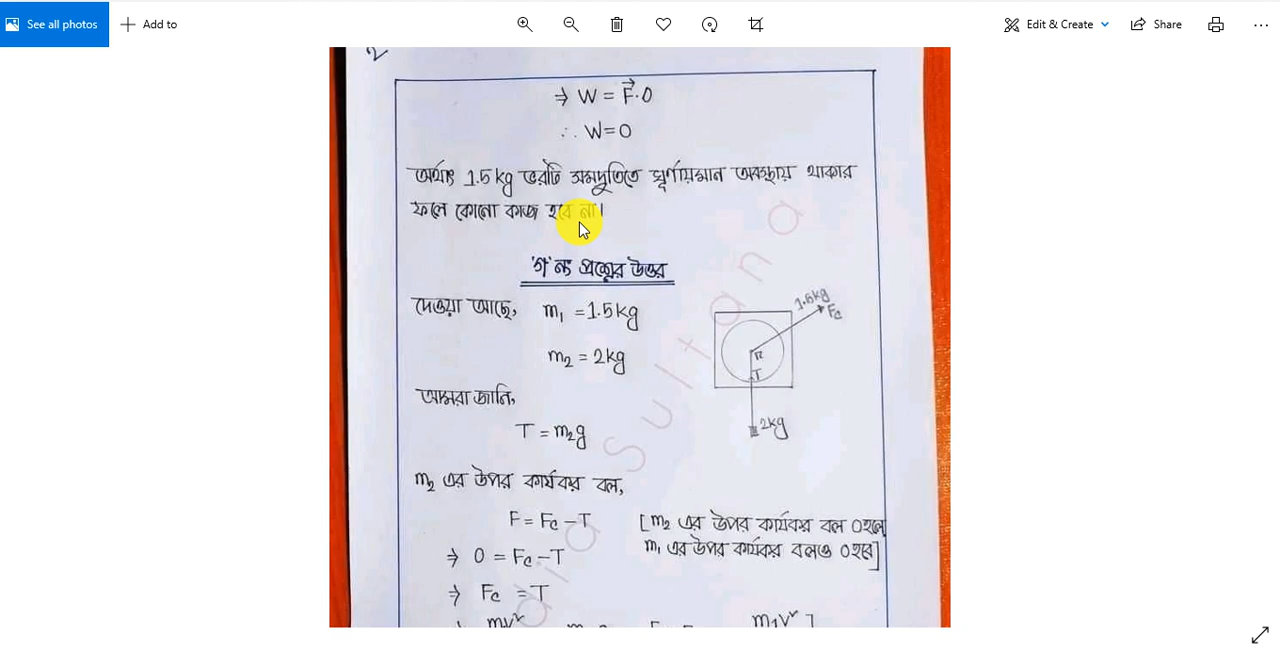 See all photos
Add to
Edit & Create
Share
2
⇒ W = F⃗·0
∴ W=0
অর্থাৎ 1.5 kg ভরটি সমদ্রুতিতে ঘূর্ণায়মান অবস্থায় থাকার
ফলে কোনো কাজ হবে না।
'গ' নং প্রশ্নের উত্তর
দেওয়া আছে, m₁ = 1.5 kg
m₂ = 2kg
1.5kg
Fc
R
T
2kg
আমরা জানি,
T = m₂g
m₂ এর উপর কার্যকর বল,
F = Fc – T [m₂ এর উপর কার্যকর বল 0 হলে
m₁ এর উপর কার্যকর বলও 0 হবে]
⇒ 0 = Fc – T
⇒ Fc = T
Sultana